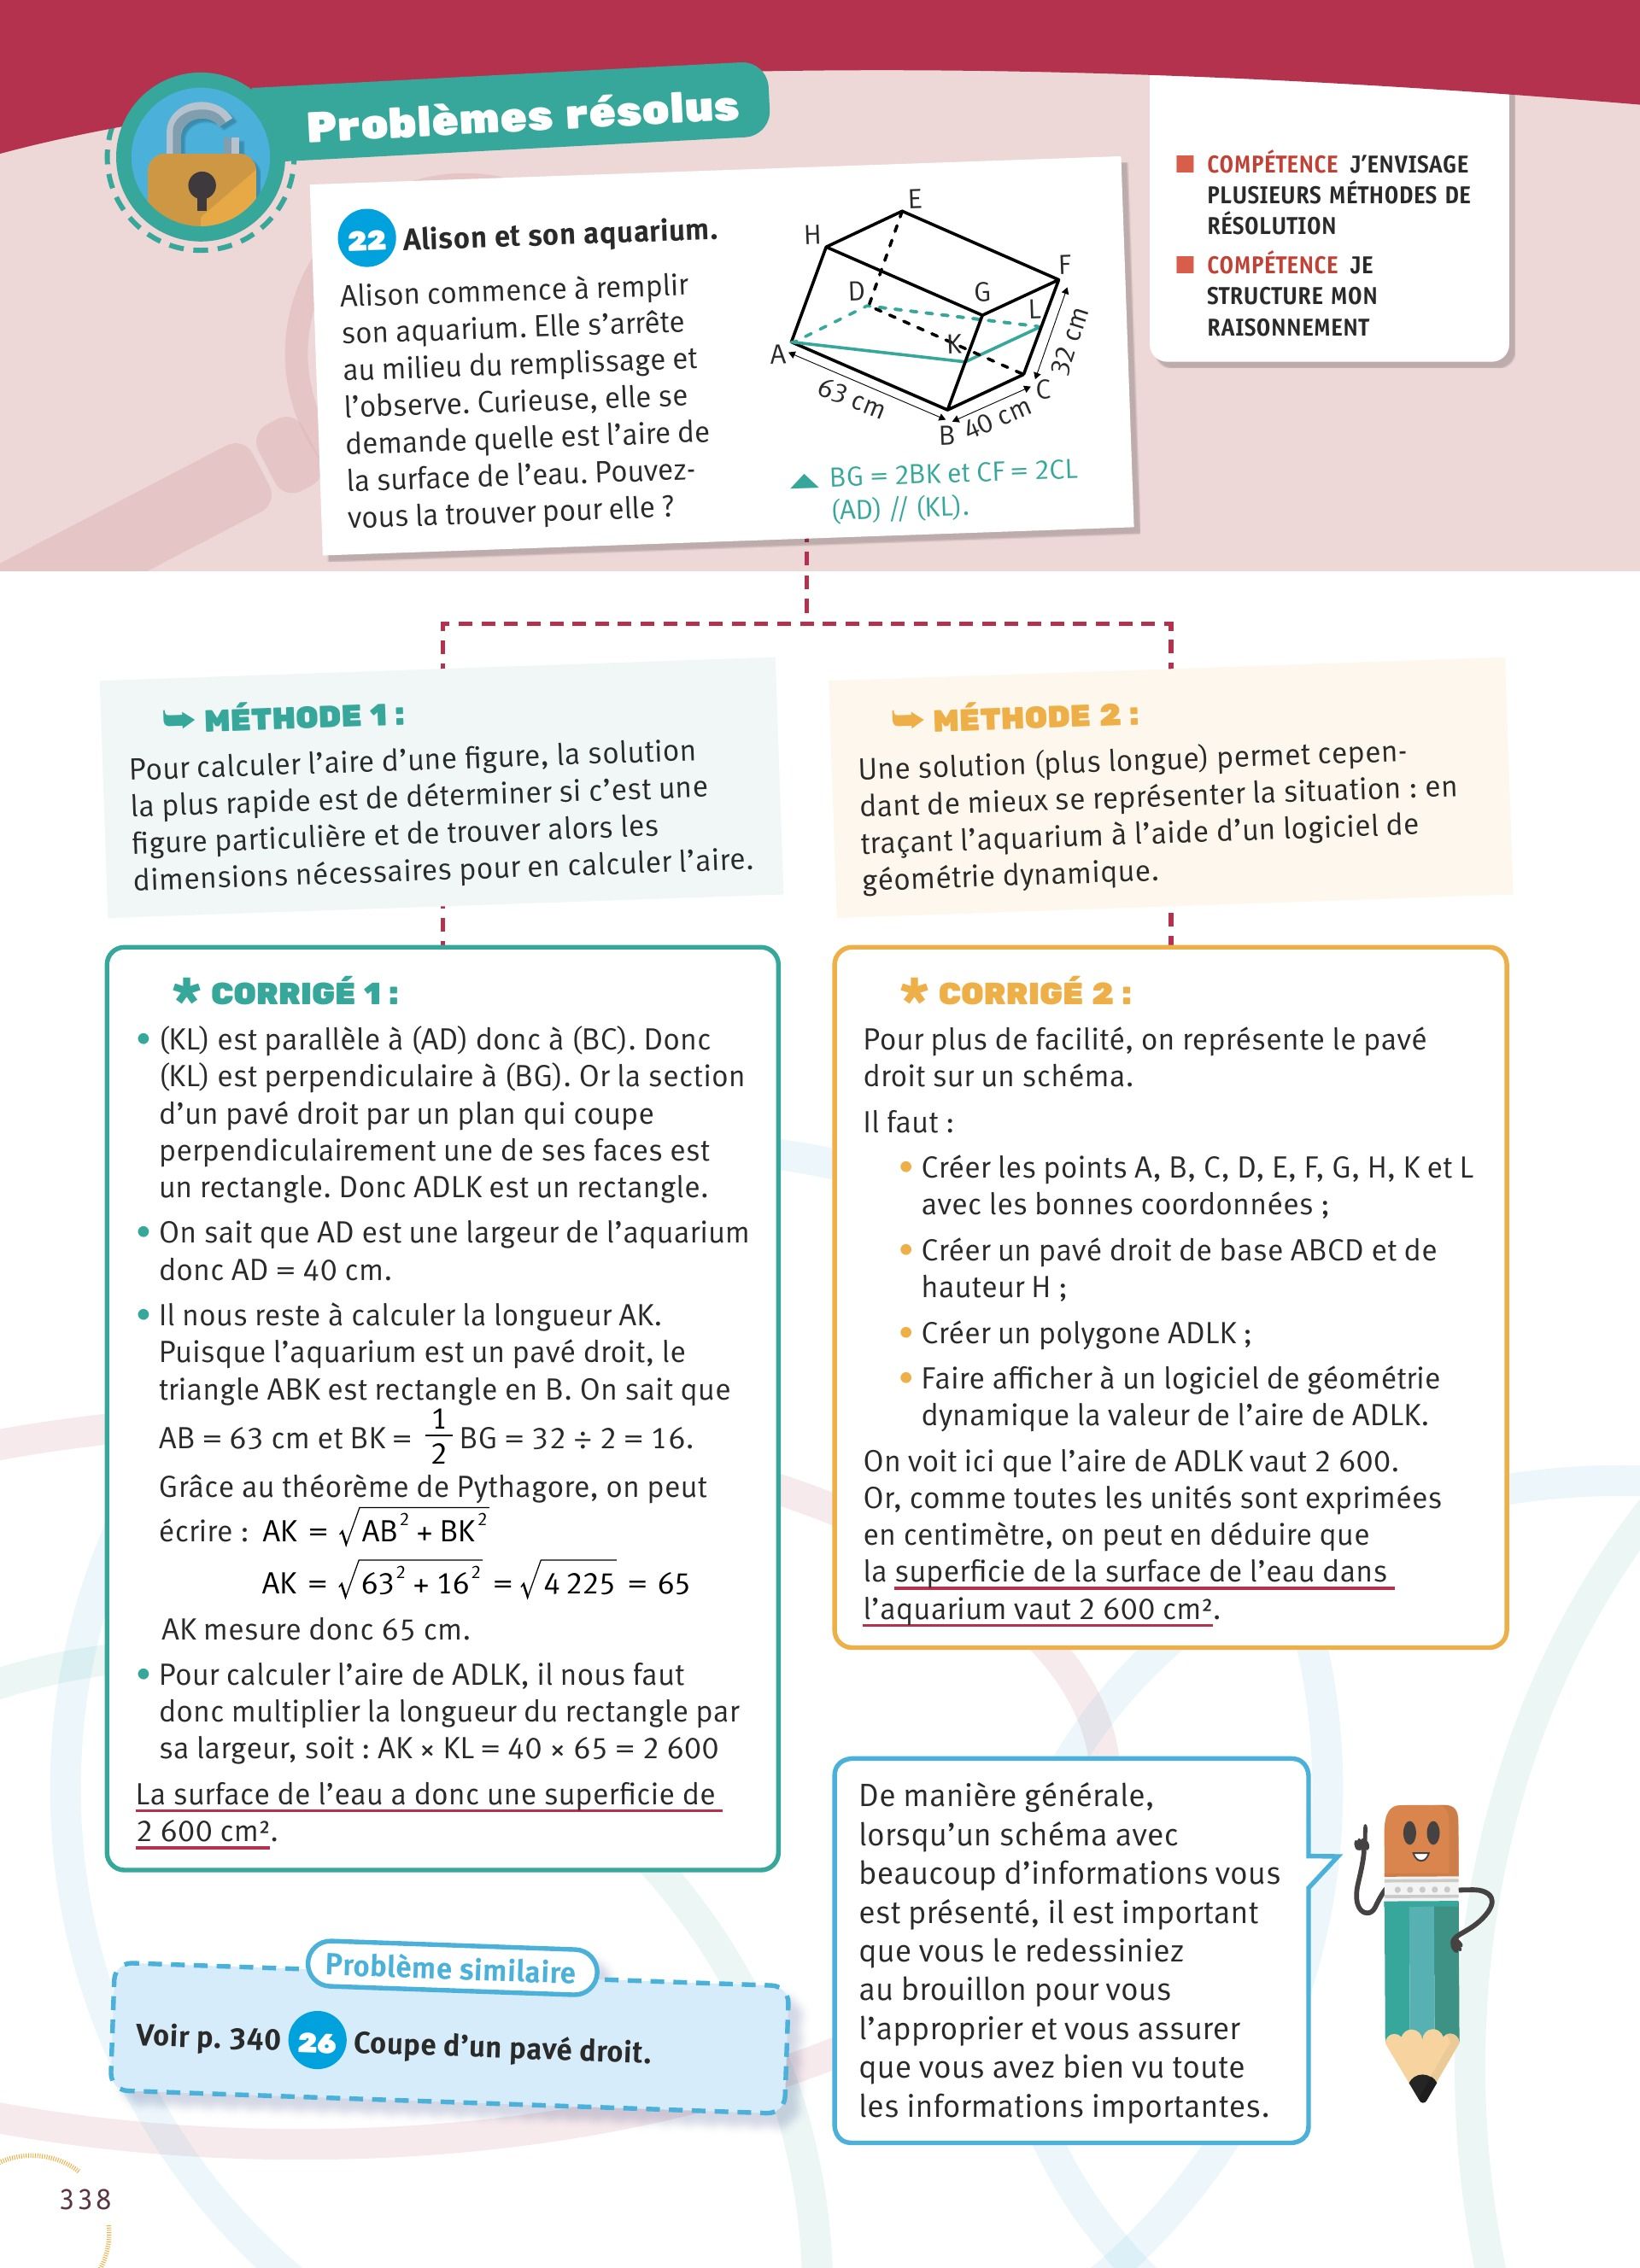 Problèmes résolus
COMPÉTENCE J'ENVISAGE
PLUSIEURS MÉTHODES DE
RÉSOLUTION
COMPÉTENCE JE
STRUCTURE MON
RAISONNEMENT
22 Alison et son aquarium.
Alison commence à remplir
son aquarium. Elle s'arrête
au milieu du remplissage et
l'observe. Curieuse, elle se
demande quelle est l'aire de
la surface de l'eau. Pouvez-
vous la trouver pour elle ?
E
H
F
D
G
L
K
A
32 cm
63 cm
C
B
40 cm
BG = 2BK et CF = 2CL
(AD) // (KL).
MÉTHODE 1 :
Pour calculer l'aire d'une figure, la solution
la plus rapide est de déterminer si c'est une
figure particulière et de trouver alors les
dimensions nécessaires pour en calculer l'aire.
* CORRIGÉ 1 :
• (KL) est parallèle à (AD) donc à (BC). Donc
(KL) est perpendiculaire à (BG). Or la section
d'un pavé droit par un plan qui coupe
perpendiculairement une de ses faces est
un rectangle. Donc ADLK est un rectangle.
• On sait que AD est une largeur de l'aquarium
donc AD = 40 cm.
• Il nous reste à calculer la longueur AK.
Puisque l'aquarium est un pavé droit, le
triangle ABK est rectangle en B. On sait que
AB = 63 cm et BK = 1/2 BG = 32 ÷ 2 = 16.
Grâce au théorème de Pythagore, on peut
écrire : AK = √AB² + BK²
AK = √63² + 16² = √4 225 = 65
AK mesure donc 65 cm.
• Pour calculer l'aire de ADLK, il nous faut
donc multiplier la longueur du rectangle par
sa largeur, soit : AK × KL = 40 × 65 = 2 600
La surface de l'eau a donc une superficie de
2 600 cm².
MÉTHODE 2 :
Une solution (plus longue) permet cepen-
dant de mieux se représenter la situation : en
traçant l'aquarium à l'aide d'un logiciel de
géométrie dynamique.
* CORRIGÉ 2 :
Pour plus de facilité, on représente le pavé
droit sur un schéma.
Il faut :
• Créer les points A, B, C, D, E, F, G, H, K et L
avec les bonnes coordonnées ;
• Créer un pavé droit de base ABCD et de
hauteur H ;
• Créer un polygone ADLK ;
• Faire afficher à un logiciel de géométrie
dynamique la valeur de l'aire de ADLK.
On voit ici que l'aire de ADLK vaut 2 600.
Or, comme toutes les unités sont exprimées
en centimètre, on peut en déduire que
la superficie de la surface de l'eau dans
l'aquarium vaut 2 600 cm².
De manière générale,
lorsqu'un schéma avec
beaucoup d'informations vous
est présenté, il est important
que vous le redessiniez
au brouillon pour vous
l'approprier et vous assurer
que vous avez bien vu toute
les informations importantes.
Problème similaire
Voir p. 340 26 Coupe d'un pavé droit.
338